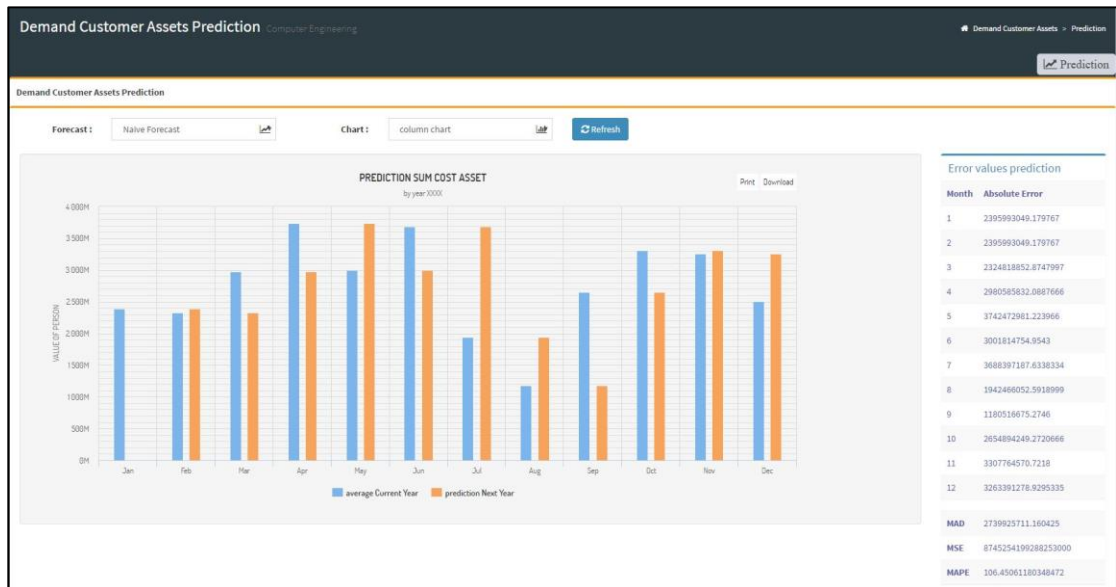 Demand Customer Assets Prediction Computer Engineering
Demand Customer Assets > Prediction
Prediction
Demand Customer Assets Prediction
Forecast : Naive Forecast Chart : column chart Refresh
PREDICTION SUM COST ASSET
by year XXXX
Print Download
VALUE OF PERSON
4 000M
3 500M
3 000M
2 500M
2 000M
1 500M
1 000M
500M
0M
Jan Feb Mar Apr May Jun Jul Aug Sep Oct Nov Dec
average Current Year prediction Next Year
Error values prediction
Month Absolute Error
1 2395993049.179767
2 2395993049.179767
3 2324818852.8747997
4 2980585832.0887666
5 3742472981.223966
6 3001814754.9543
7 3688397187.6338334
8 1942466052.5918999
9 1180516675.2746
10 2654894249.2720666
11 3307764570.7218
12 3263391278.9295335
MAD 2739925711.160425
MSE 8745254199288253000
MAPE 106.45061180348472